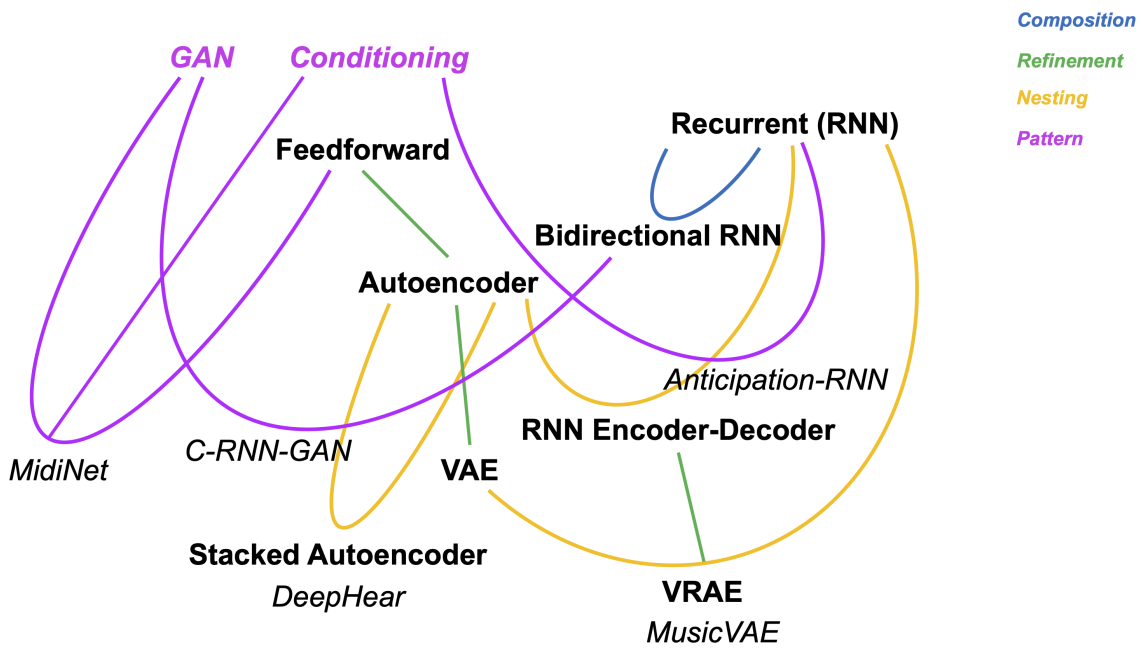 Composition
GAN
Conditioning
Refinement
Nesting
Recurrent (RNN)
Pattern
Feedforward
Bidirectional RNN
Autoencoder
Anticipation-RNN
RNN Encoder-Decoder
C-RNN-GAN
MidiNet
VAE
Stacked Autoencoder
DeepHear
VRAE
MusicVAE